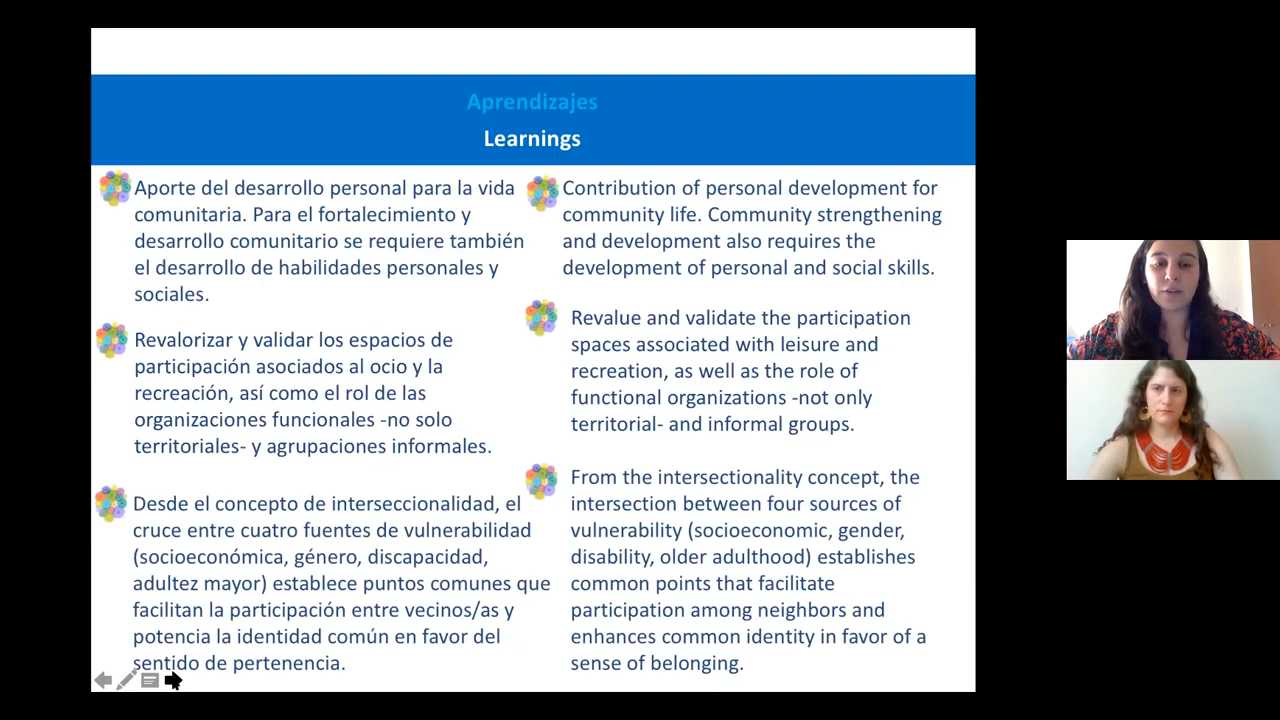 Aprendizajes
Learnings
Aporte del desarrollo personal para la vida
comunitaria. Para el fortalecimiento y
desarrollo comunitario se requiere también
el desarrollo de habilidades personales y
sociales.
Revalorizar y validar los espacios de
participación asociados al ocio y la
recreación, así como el rol de las
organizaciones funcionales -no solo
territoriales- y agrupaciones informales.
Desde el concepto de interseccionalidad, el
cruce entre cuatro fuentes de vulnerabilidad
(socioeconómica, género, discapacidad,
adultez mayor) establece puntos comunes que
facilitan la participación entre vecinos/as y
potencia la identidad común en favor del
sentido de pertenencia.
Contribution of personal development for
community life. Community strengthening
and development also requires the
development of personal and social skills.
Revalue and validate the participation
spaces associated with leisure and
recreation, as well as the role of
functional organizations -not only
territorial- and informal groups.
From the intersectionality concept, the
intersection between four sources of
vulnerability (socioeconomic, gender,
disability, older adulthood) establishes
common points that facilitate
participation among neighbors and
enhances common identity in favor of a
sense of belonging.